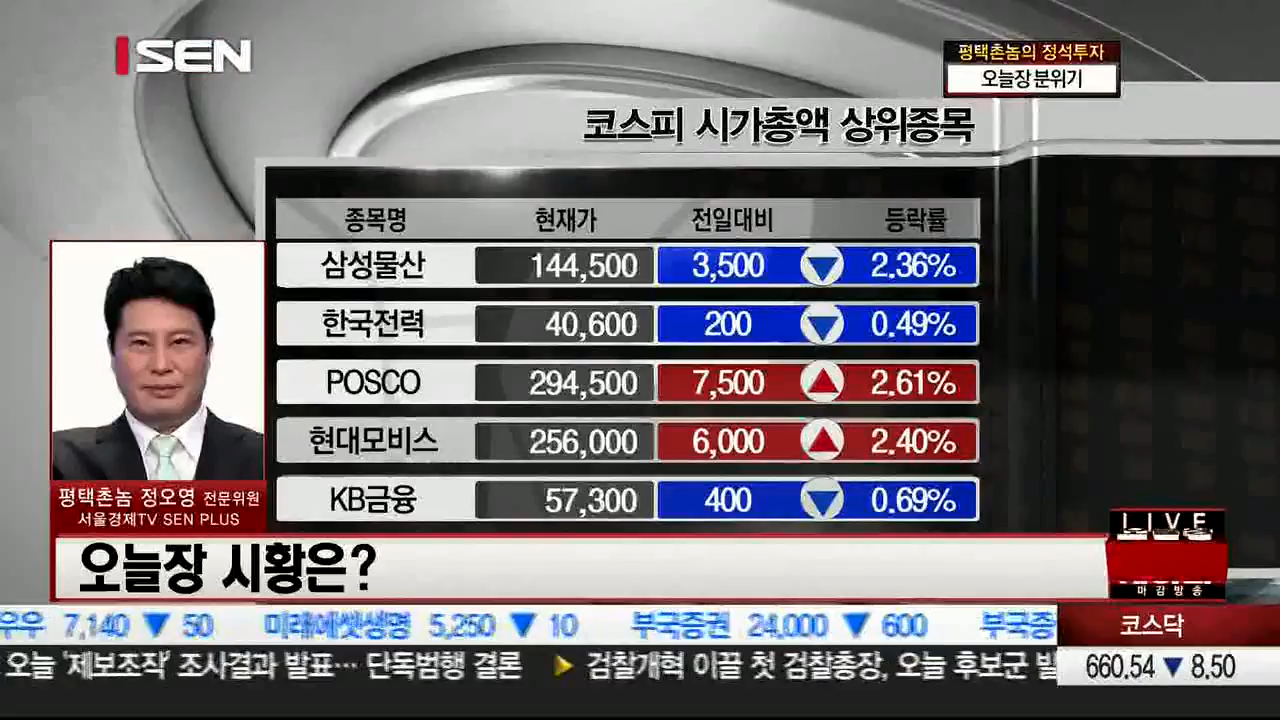 SEN
평택촌놈의 정석투자
오늘장 분위기
코스피 시가총액 상위종목
종목명 현재가 전일대비 등락률
삼성물산 144,500 3,500 ▼ 2.36%
한국전력 40,600 200 ▼ 0.49%
POSCO 294,500 7,500 ▲ 2.61%
현대모비스 256,000 6,000 ▲ 2.40%
KB금융 57,300 400 ▼ 0.69%
평택촌놈 정오영 전문위원
서울경제TV SEN PLUS
오늘장 시황은?
LIVE
마감방송
우우 7,140 ▼ 50 미래에셋생명 5,250 ▼ 10 부국증권 24,000 ▼ 600 부국증
코스닥
오늘 '제보조작' 조사결과 발표… 단독범행 결론 ▶ 검찰개혁 이끌 첫 검찰총장, 오늘 후보군 발
660.54 ▼ 8.50